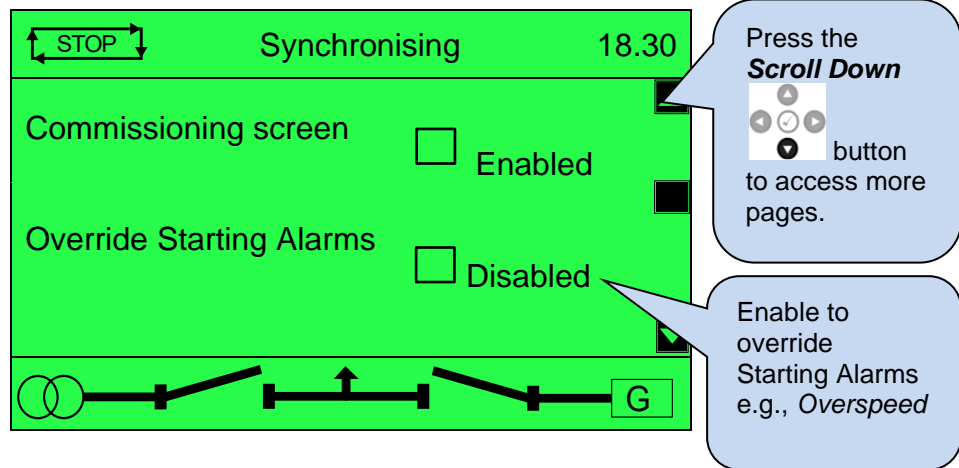 STOP Synchronising 18.30
Commissioning screen
Enabled
Override Starting Alarms
Disabled
G
Press the
Scroll Down
button
to access more
pages.
Enable to
override
Starting Alarms
e.g., Overspeed